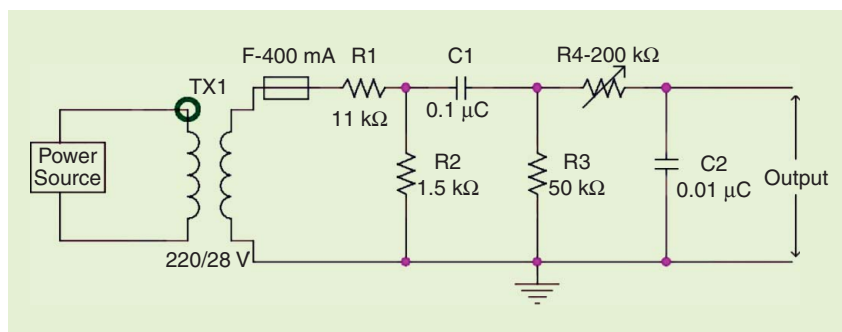 F-400 mA R1 C1 R4-200 kΩ
TX1
11 kΩ 0.1 μC
Power
Source
R2
1.5 kΩ
R3
50 kΩ
C2
0.01 μC
Output
220/28 V